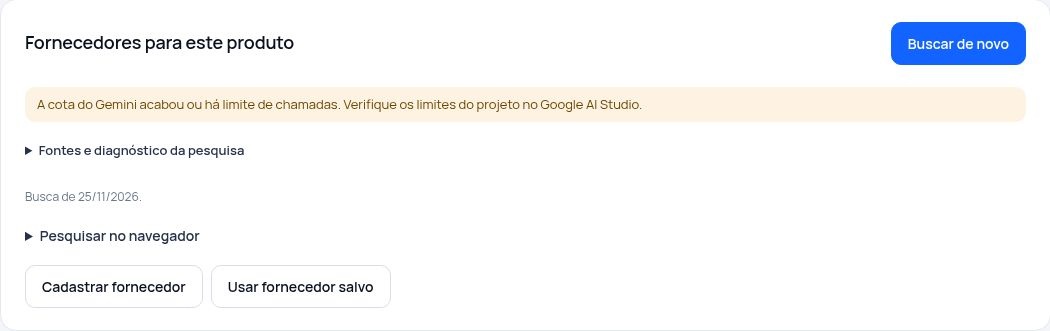 Fornecedores para este produto
Buscar de novo
A cota do Gemini acabou ou há limite de chamadas. Verifique os limites do projeto no Google AI Studio.
Fontes e diagnóstico da pesquisa
Busca de 25/11/2026.
Pesquisar no navegador
Cadastrar fornecedor
Usar fornecedor salvo